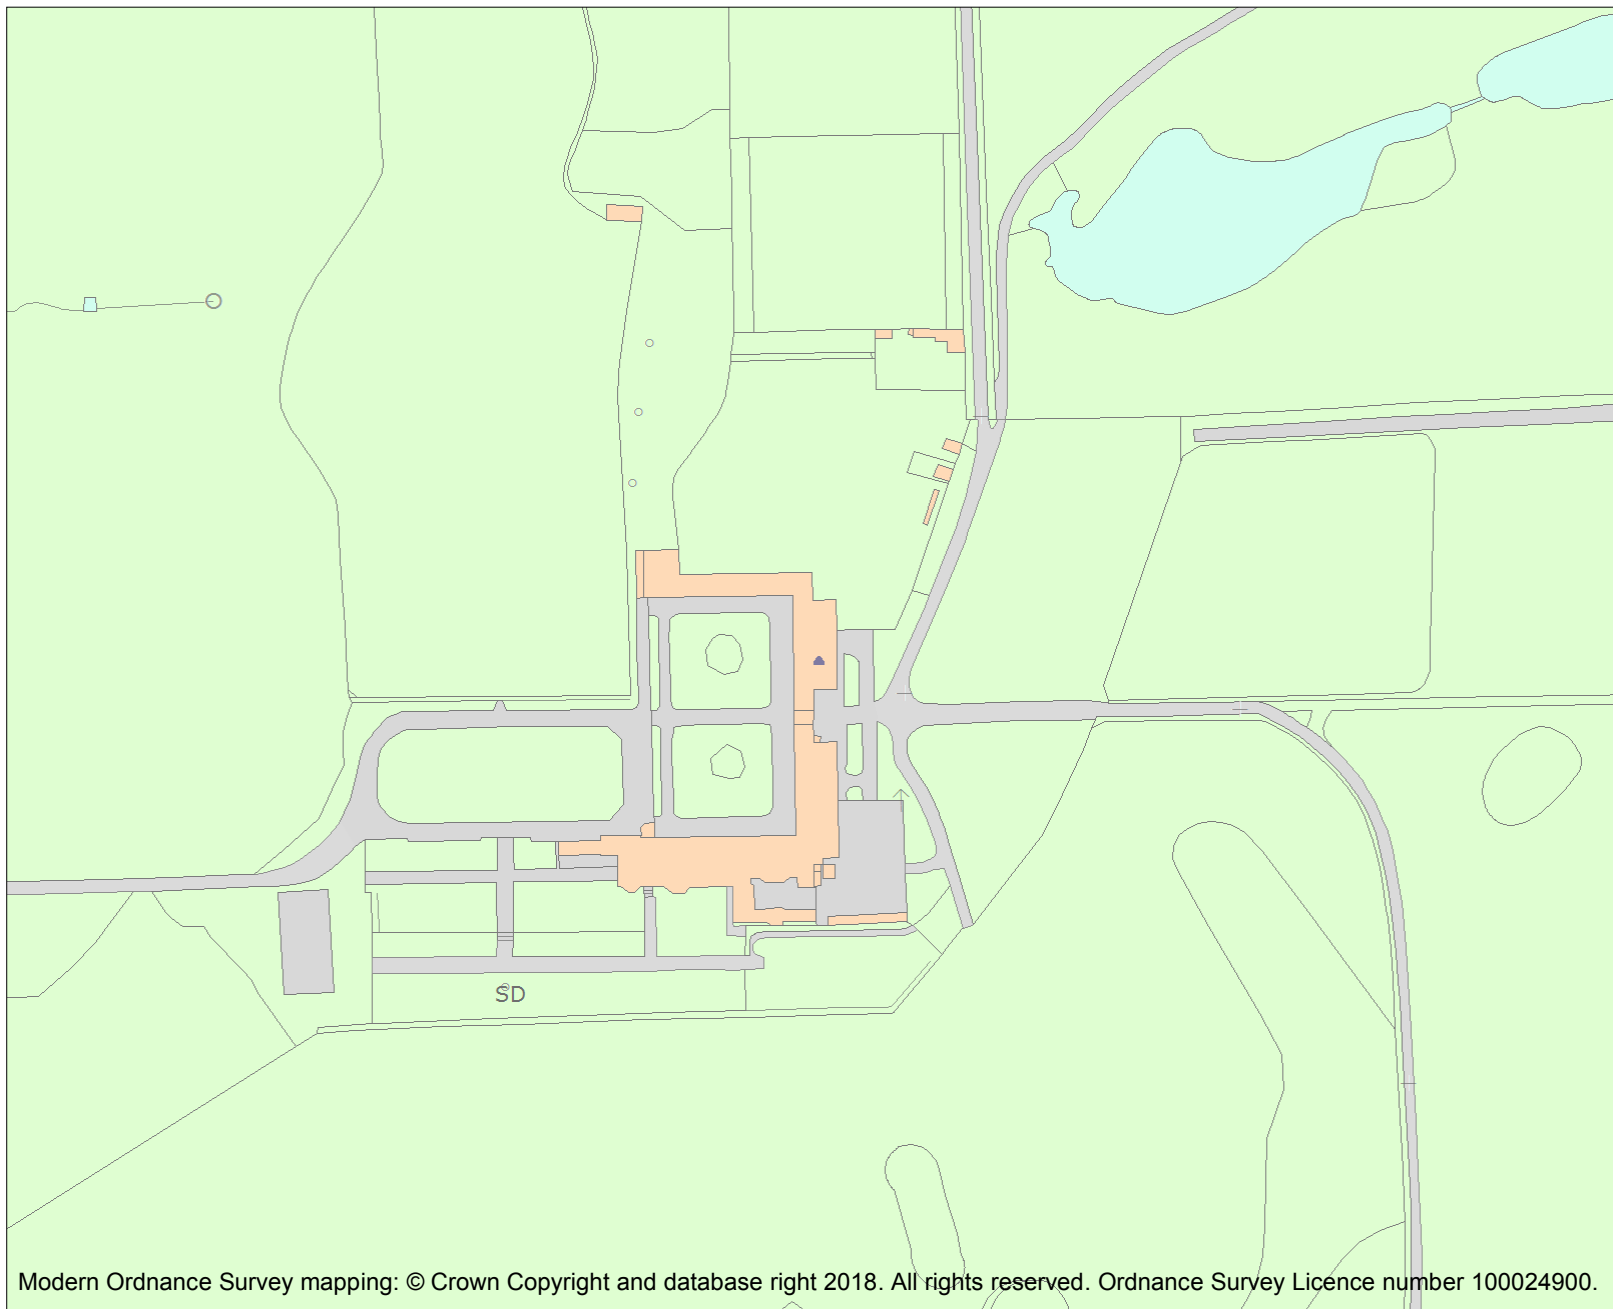 SD
Modern Ordnance Survey mapping: © Crown Copyright and database right 2018. All rights reserved. Ordnance Survey Licence number 100024900.